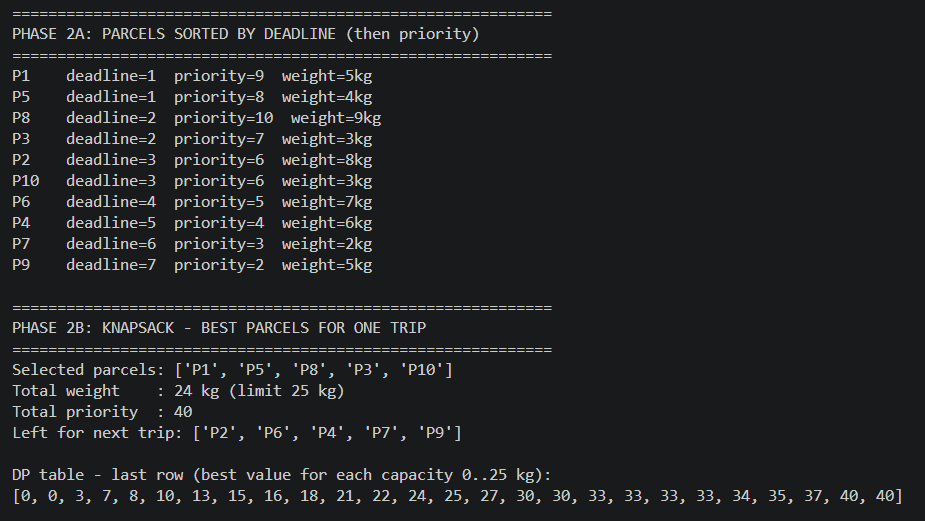 ============================================================
PHASE 2A: PARCELS SORTED BY DEADLINE (then priority)
============================================================
P1    deadline=1  priority=9  weight=5kg
P5    deadline=1  priority=8  weight=4kg
P8    deadline=2  priority=10  weight=9kg
P3    deadline=2  priority=7  weight=3kg
P2    deadline=3  priority=6  weight=8kg
P10   deadline=3  priority=6  weight=3kg
P6    deadline=4  priority=5  weight=7kg
P4    deadline=5  priority=4  weight=6kg
P7    deadline=6  priority=3  weight=2kg
P9    deadline=7  priority=2  weight=5kg

============================================================
PHASE 2B: KNAPSACK - BEST PARCELS FOR ONE TRIP
============================================================
Selected parcels: ['P1', 'P5', 'P8', 'P3', 'P10']
Total weight    : 24 kg (limit 25 kg)
Total priority  : 40
Left for next trip: ['P2', 'P6', 'P4', 'P7', 'P9']

DP table - last row (best value for each capacity 0..25 kg):
[0, 0, 3, 7, 8, 10, 13, 15, 16, 18, 21, 22, 24, 25, 27, 30, 30, 33, 33, 33, 33, 34, 35, 37, 40, 40]